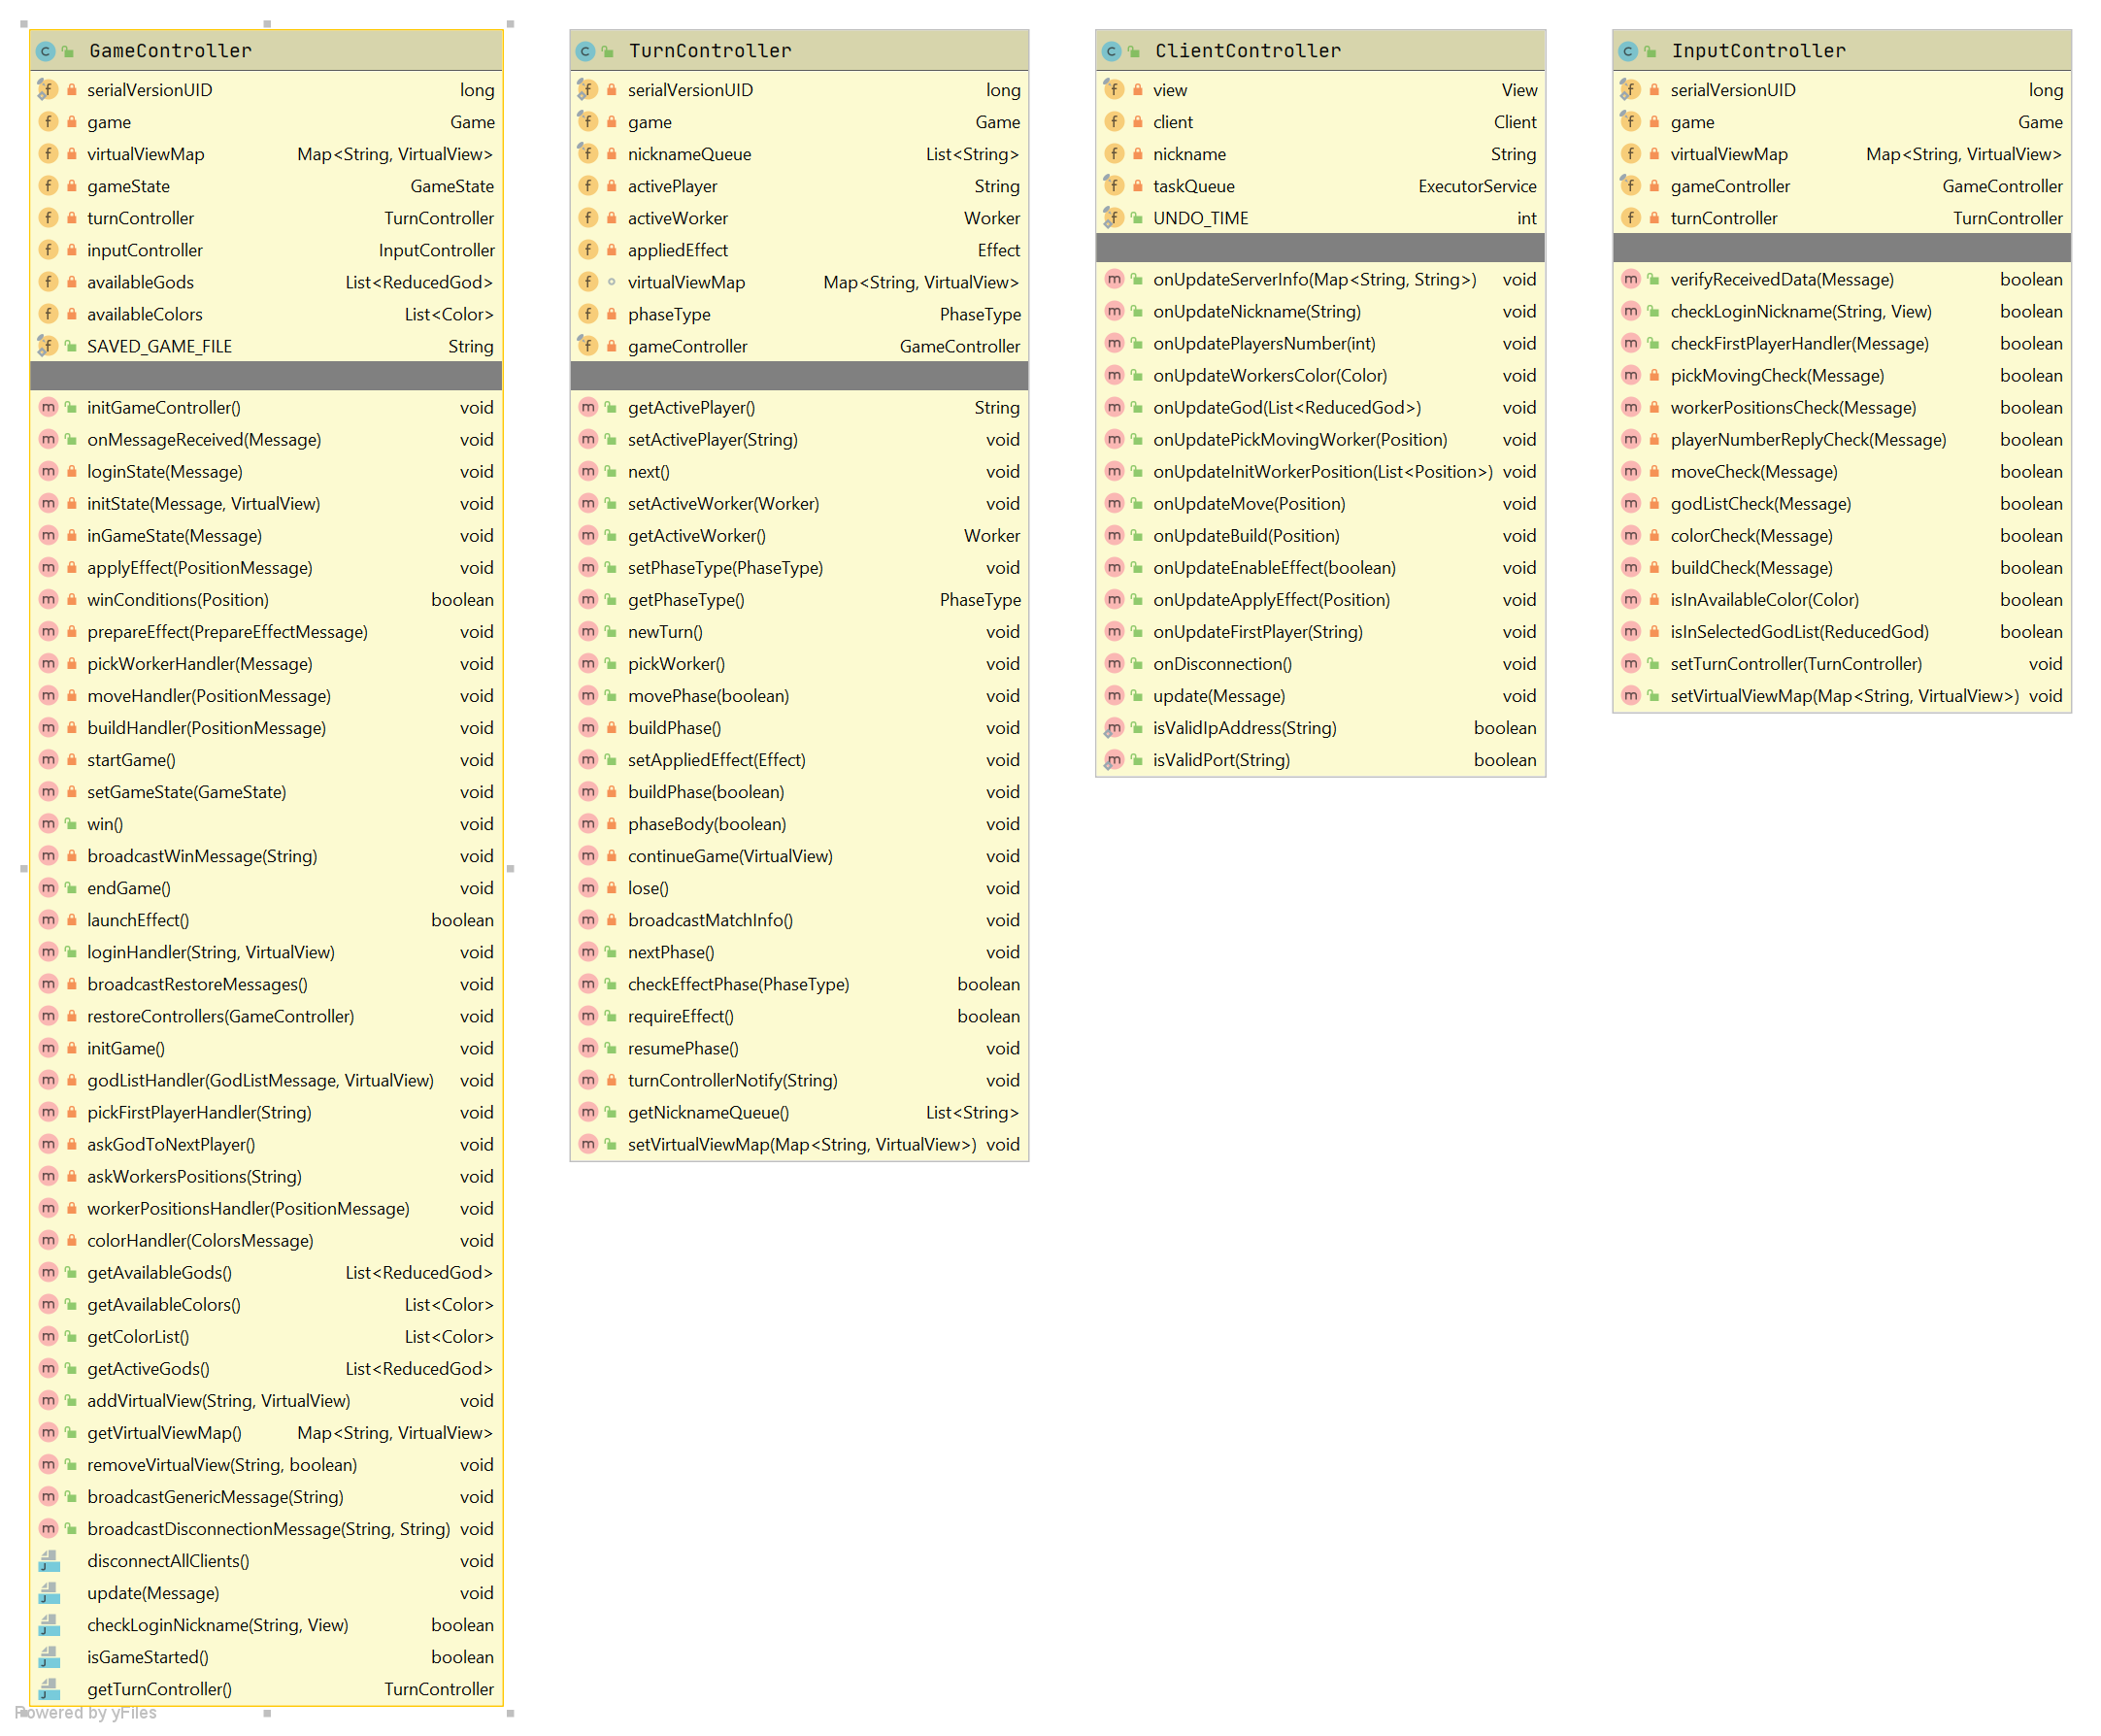 GameController
serialVersionUID long
game Game
virtualViewMap Map<String, VirtualView>
gameState GameState
turnController TurnController
inputController InputController
availableGods List<ReducedGod>
availableColors List<Color>
SAVED_GAME_FILE String
initGameController() void
onMessageReceived(Message) void
loginState(Message) void
initState(Message, VirtualView) void
inGameState(Message) void
applyEffect(PositionMessage) void
winConditions(Position) boolean
prepareEffect(PrepareEffectMessage) void
pickWorkerHandler(Message) void
moveHandler(PositionMessage) void
buildHandler(PositionMessage) void
startGame() void
setGameState(GameState) void
win() void
broadcastWinMessage(String) void
endGame() void
launchEffect() boolean
loginHandler(String, VirtualView) void
broadcastRestoreMessages() void
restoreControllers(GameController) void
initGame() void
godListHandler(GodListMessage, VirtualView) void
pickFirstPlayerHandler(String) void
askGodToNextPlayer() void
askWorkersPositions(String) void
workerPositionsHandler(PositionMessage) void
colorHandler(ColorsMessage) void
getAvailableGods() List<ReducedGod>
getAvailableColors() List<Color>
getColorList() List<Color>
getActiveGods() List<ReducedGod>
addVirtualView(String, VirtualView) void
getVirtualViewMap() Map<String, VirtualView>
removeVirtualView(String, boolean) void
broadcastGenericMessage(String) void
broadcastDisconnectionMessage(String, String) void
disconnectAllClients() void
update(Message) void
checkLoginNickname(String, View) boolean
isGameStarted() boolean
getTurnController() TurnController
Powered by yFiles
TurnController
serialVersionUID long
game Game
nicknameQueue List<String>
activePlayer String
activeWorker Worker
appliedEffect Effect
virtualViewMap Map<String, VirtualView>
phaseType PhaseType
gameController GameController
getActivePlayer() String
setActivePlayer(String) void
next() void
setActiveWorker(Worker) void
getActiveWorker() Worker
setPhaseType(PhaseType) void
getPhaseType() PhaseType
newTurn() void
pickWorker() void
movePhase(boolean) void
buildPhase() void
setAppliedEffect(Effect) void
buildPhase(boolean) void
phaseBody(boolean) void
continueGame(VirtualView) void
lose() void
broadcastMatchInfo() void
nextPhase() void
checkEffectPhase(PhaseType) boolean
requireEffect() boolean
resumePhase() void
turnControllerNotify(String) void
getNicknameQueue() List<String>
setVirtualViewMap(Map<String, VirtualView>) void
ClientController
view View
client Client
nickname String
taskQueue ExecutorService
UNDO_TIME int
onUpdateServerInfo(Map<String, String>) void
onUpdateNickname(String) void
onUpdatePlayersNumber(int) void
onUpdateWorkersColor(Color) void
onUpdateGod(List<ReducedGod>) void
onUpdatePickMovingWorker(Position) void
onUpdateInitWorkerPosition(List<Position>) void
onUpdateMove(Position) void
onUpdateBuild(Position) void
onUpdateEnableEffect(boolean) void
onUpdateApplyEffect(Position) void
onUpdateFirstPlayer(String) void
onDisconnection() void
update(Message) void
isValidIpAddress(String) boolean
isValidPort(String) boolean
InputController
serialVersionUID long
game Game
virtualViewMap Map<String, VirtualView>
gameController GameController
turnController TurnController
verifyReceivedData(Message) boolean
checkLoginNickname(String, View) boolean
checkFirstPlayerHandler(Message) boolean
pickMovingCheck(Message) boolean
workerPositionsCheck(Message) boolean
playerNumberReplyCheck(Message) boolean
moveCheck(Message) boolean
godListCheck(Message) boolean
colorCheck(Message) boolean
buildCheck(Message) boolean
isInAvailableColor(Color) boolean
isInSelectedGodList(ReducedGod) boolean
setTurnController(TurnController) void
setVirtualViewMap(Map<String, VirtualView>) void